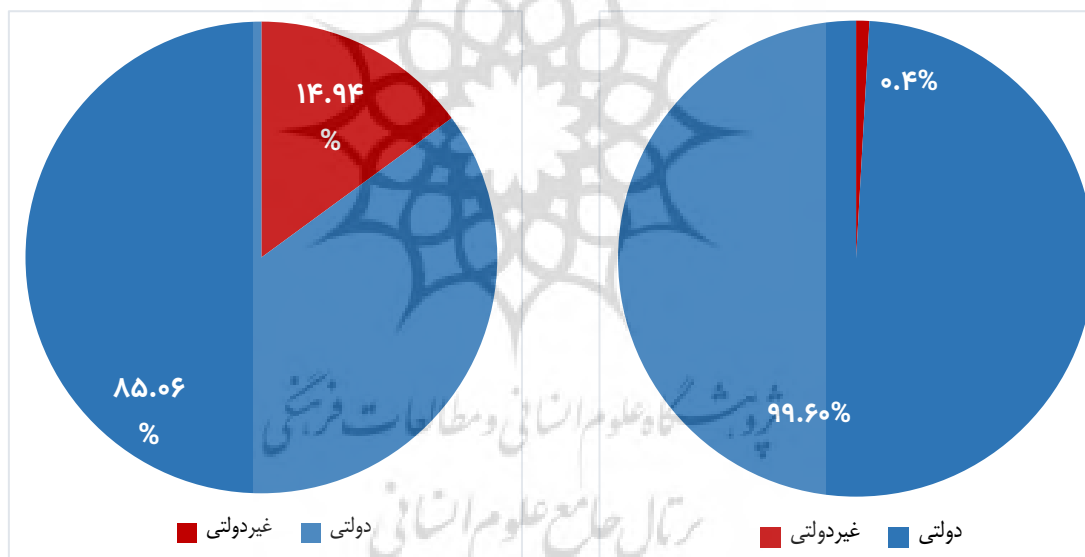 ۱۴.۹۴
%
۸۵.۰۶
%
غیردولتی
دولتی
۰.۴%
۹۹.۶۰%
غیردولتی
دولتی
پژوهشگاه علوم انسانی و مطالعات فرهنگی
پرتال جامع علوم انسانی